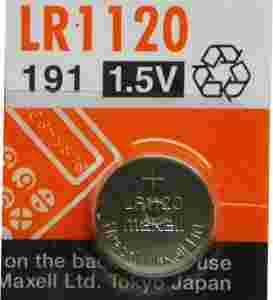 LR1120
191 1.5V
+
LR1120
maxell
on the back use
Maxell Ltd. Tokyo Japan